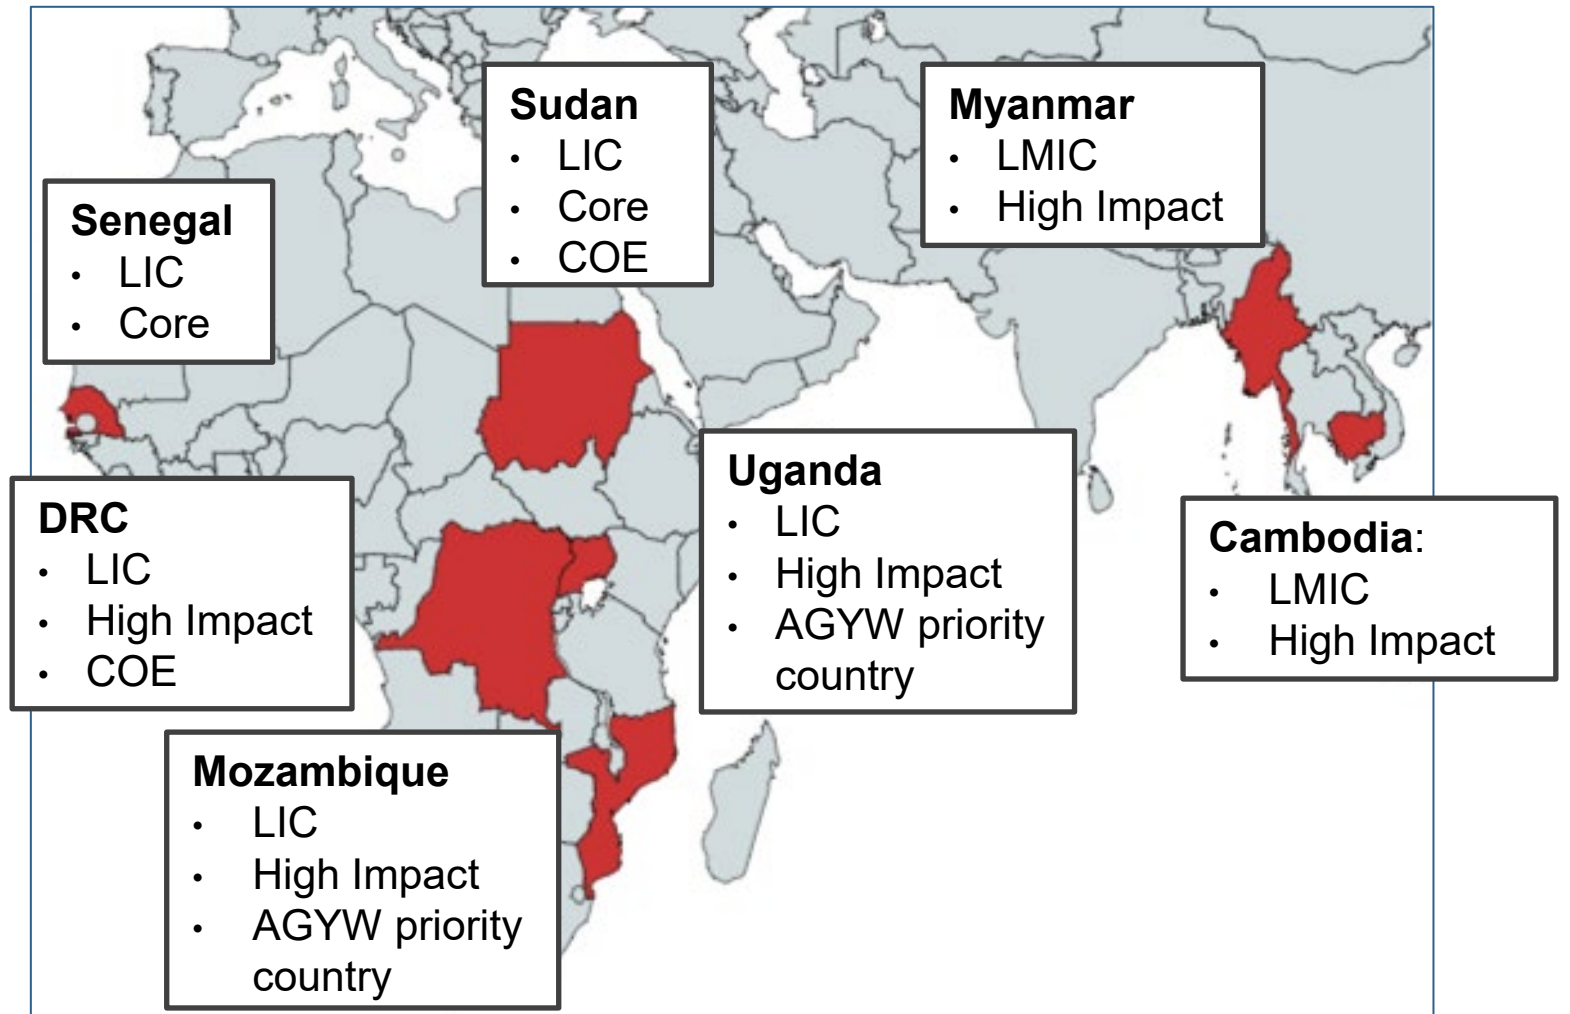 Sudan
• LIC
• Core
• COE
Myanmar
• LMIC
• High Impact
Senegal
• LIC
• Core
Uganda
• LIC
• High Impact
• AGYW priority
country
DRC
• LIC
• High Impact
• COE
Cambodia:
• LMIC
• High Impact
Mozambique
• LIC
• High Impact
• AGYW priority
country